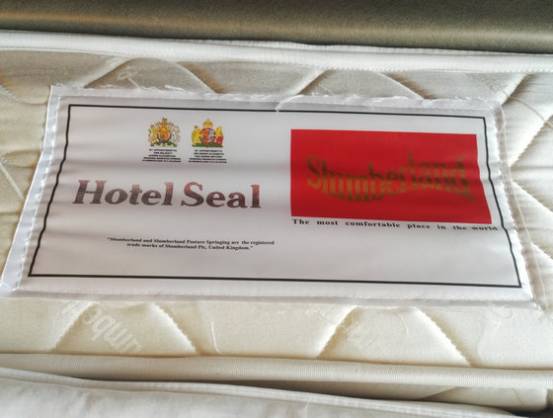 Hotel Seal
Slumberland
The most comfortable place in the world
"Slumberland and Slumberland Posture Springing are the registered
trade marks of Slumberland Plc, United Kingdom."